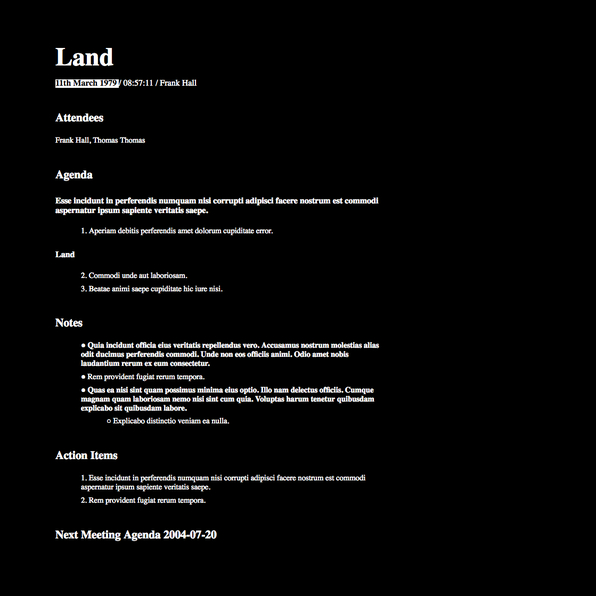 Land
11th March 1979 / 08:57:11 / Frank Hall
Attendees
Frank Hall, Thomas Thomas
Agenda
Esse incidunt in perferendis numquam nisi corrupti adipisci facere nostrum est commodi
aspernatur ipsum sapiente veritatis saepe.
1. Aperiam debitis perferendis amet dolorum cupiditate error.
Land
2. Commodi unde aut laboriosam.
3. Beatae animi saepe cupiditate hic iure nisi.
Notes
● Quia incidunt officia eius veritatis repellendus vero. Accusamus nostrum molestias alias
odit ducimus perferendis commodi. Unde non eos officiis animi. Odio amet nobis
laudantium rerum ex eum consectetur.
● Rem provident fugiat rerum tempora.
● Quas ea nisi sint quam possimus minima eius optio. Illo nam delectus officiis. Cumque
magnam quam laboriosam nemo nisi sint cum quia. Voluptas harum tenetur quibusdam
explicabo sit quibusdam labore.
○ Explicabo distinctio veniam ea nulla.
Action Items
1. Esse incidunt in perferendis numquam nisi corrupti adipisci facere nostrum est commodi
aspernatur ipsum sapiente veritatis saepe.
2. Rem provident fugiat rerum tempora.
Next Meeting Agenda 2004-07-20